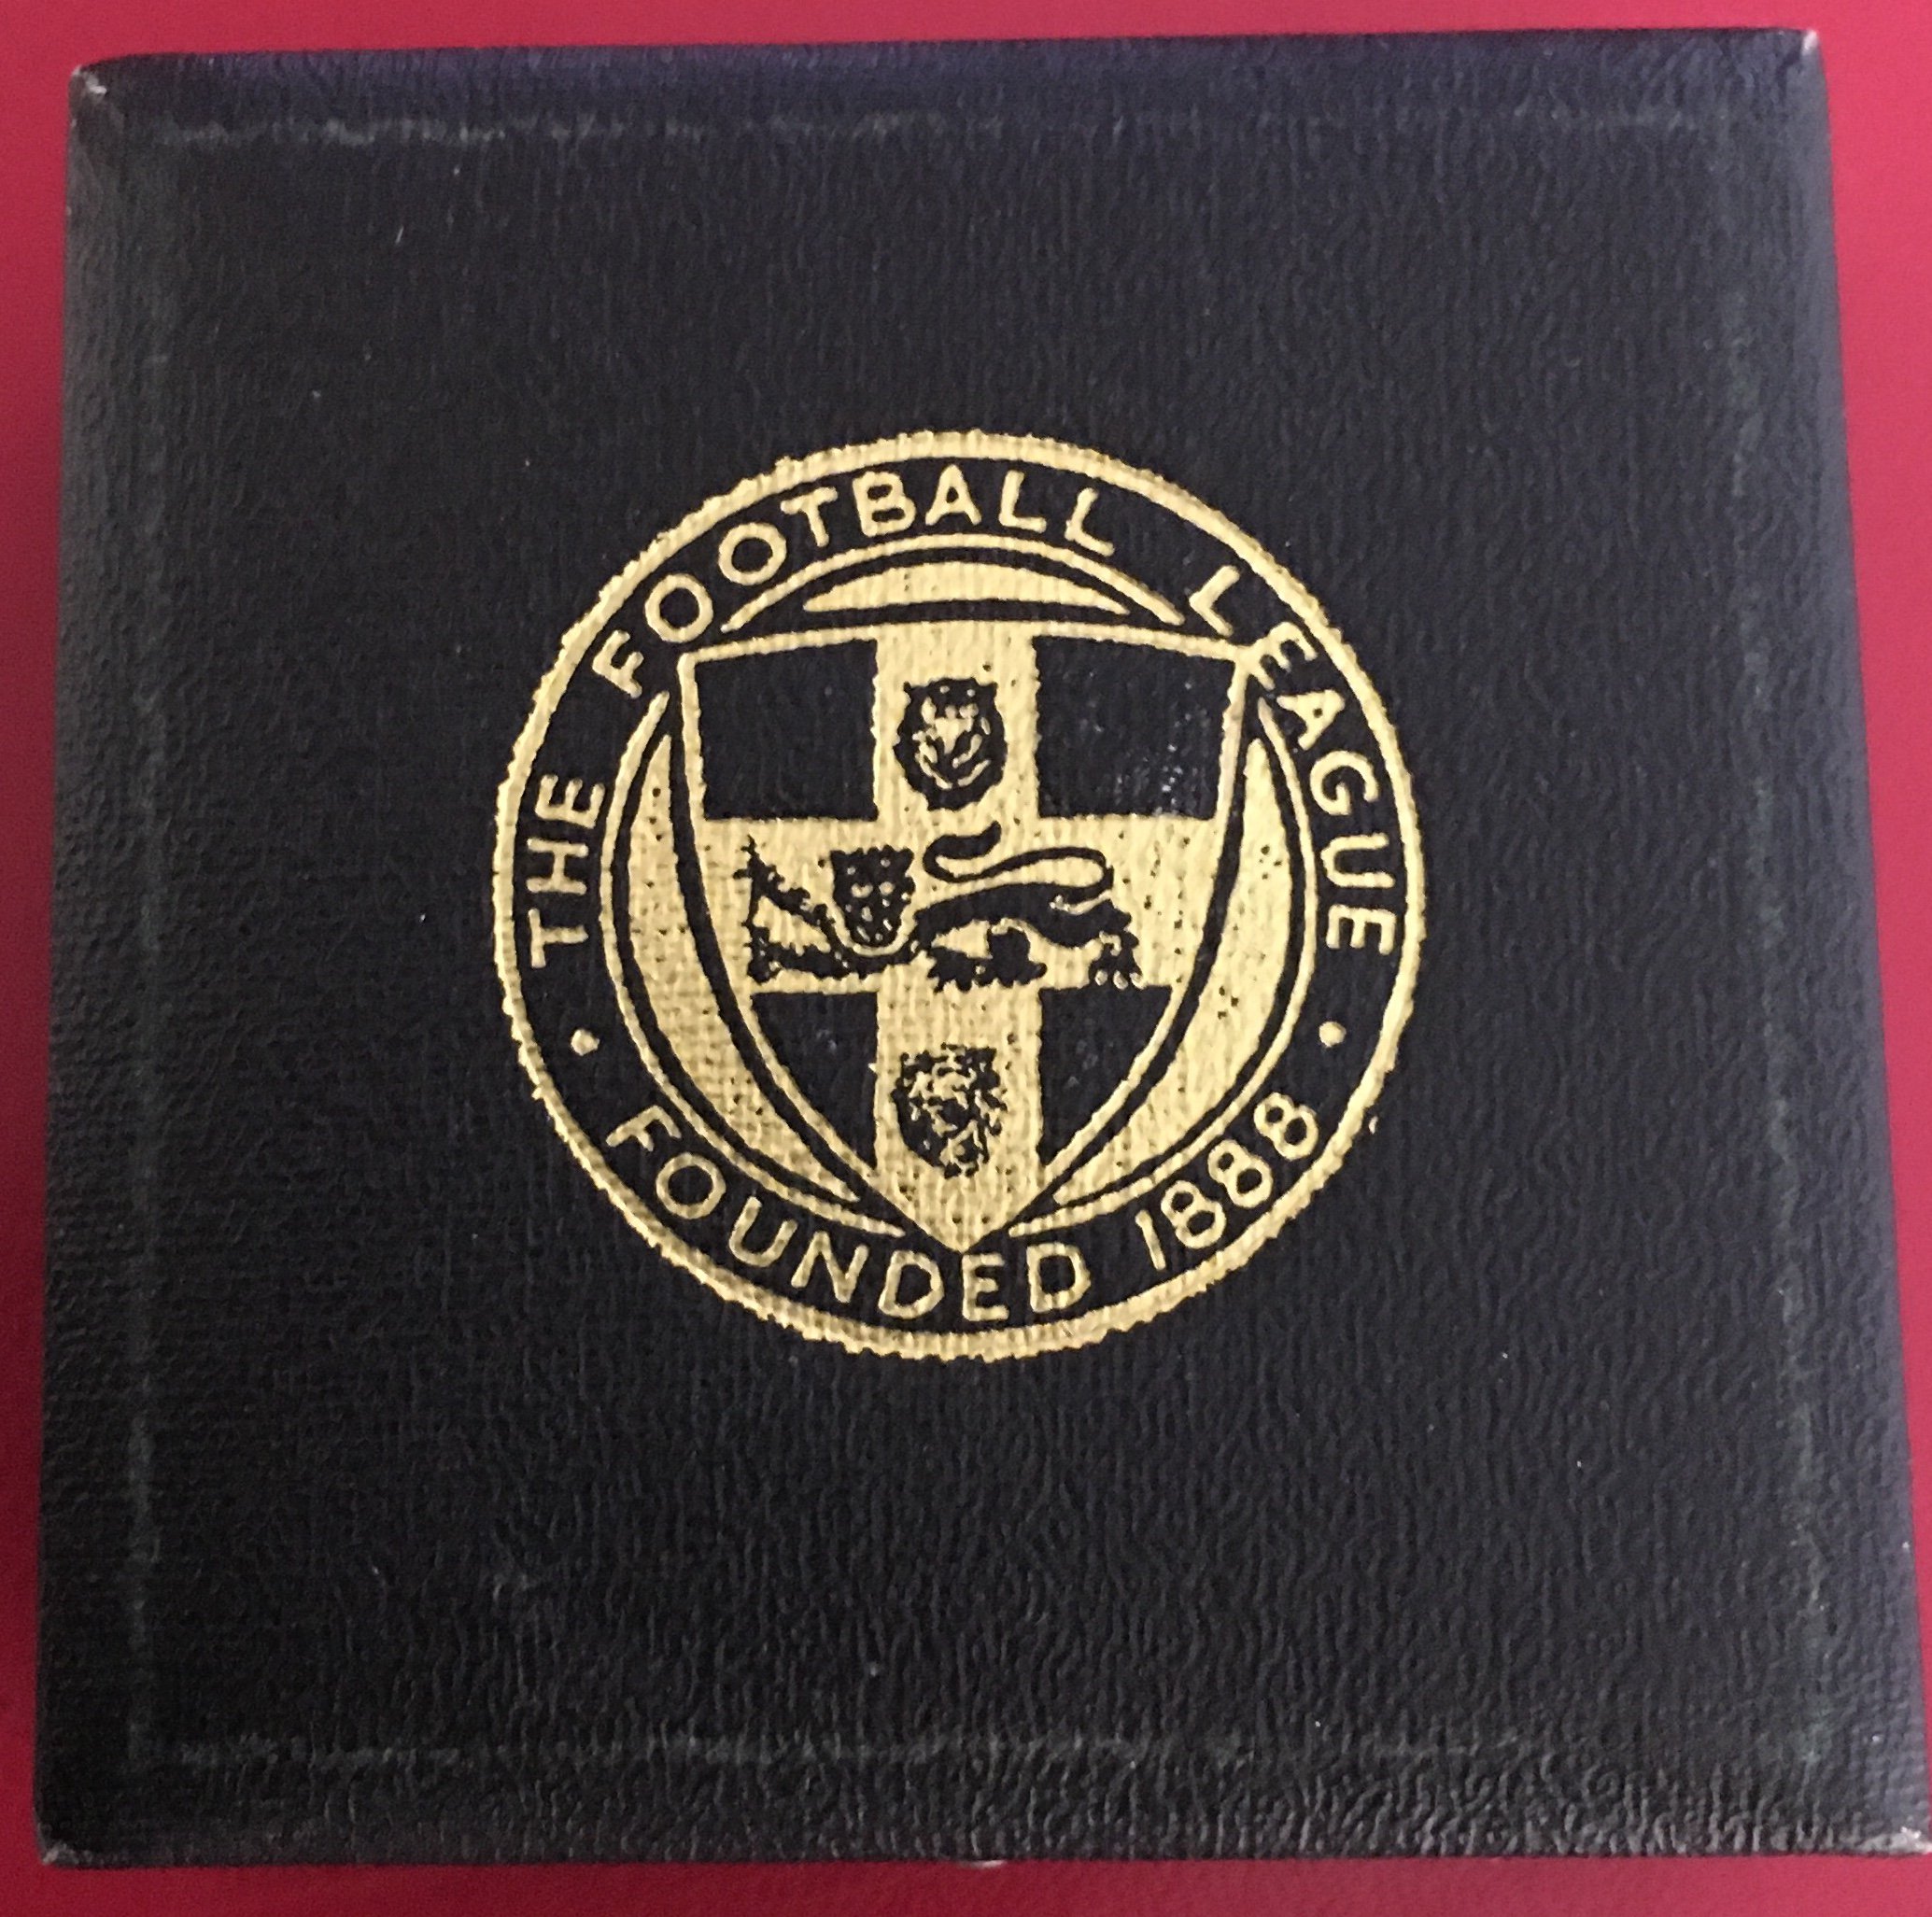 THE FOOTBALL LEAGUE
• FOUNDED 1888 •